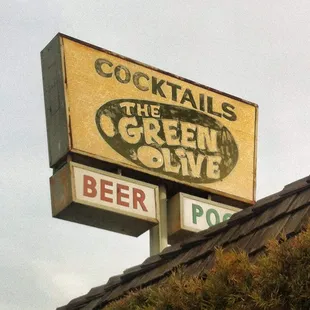 COCKTAILS
THE
GREEN
OLIVE
BEER